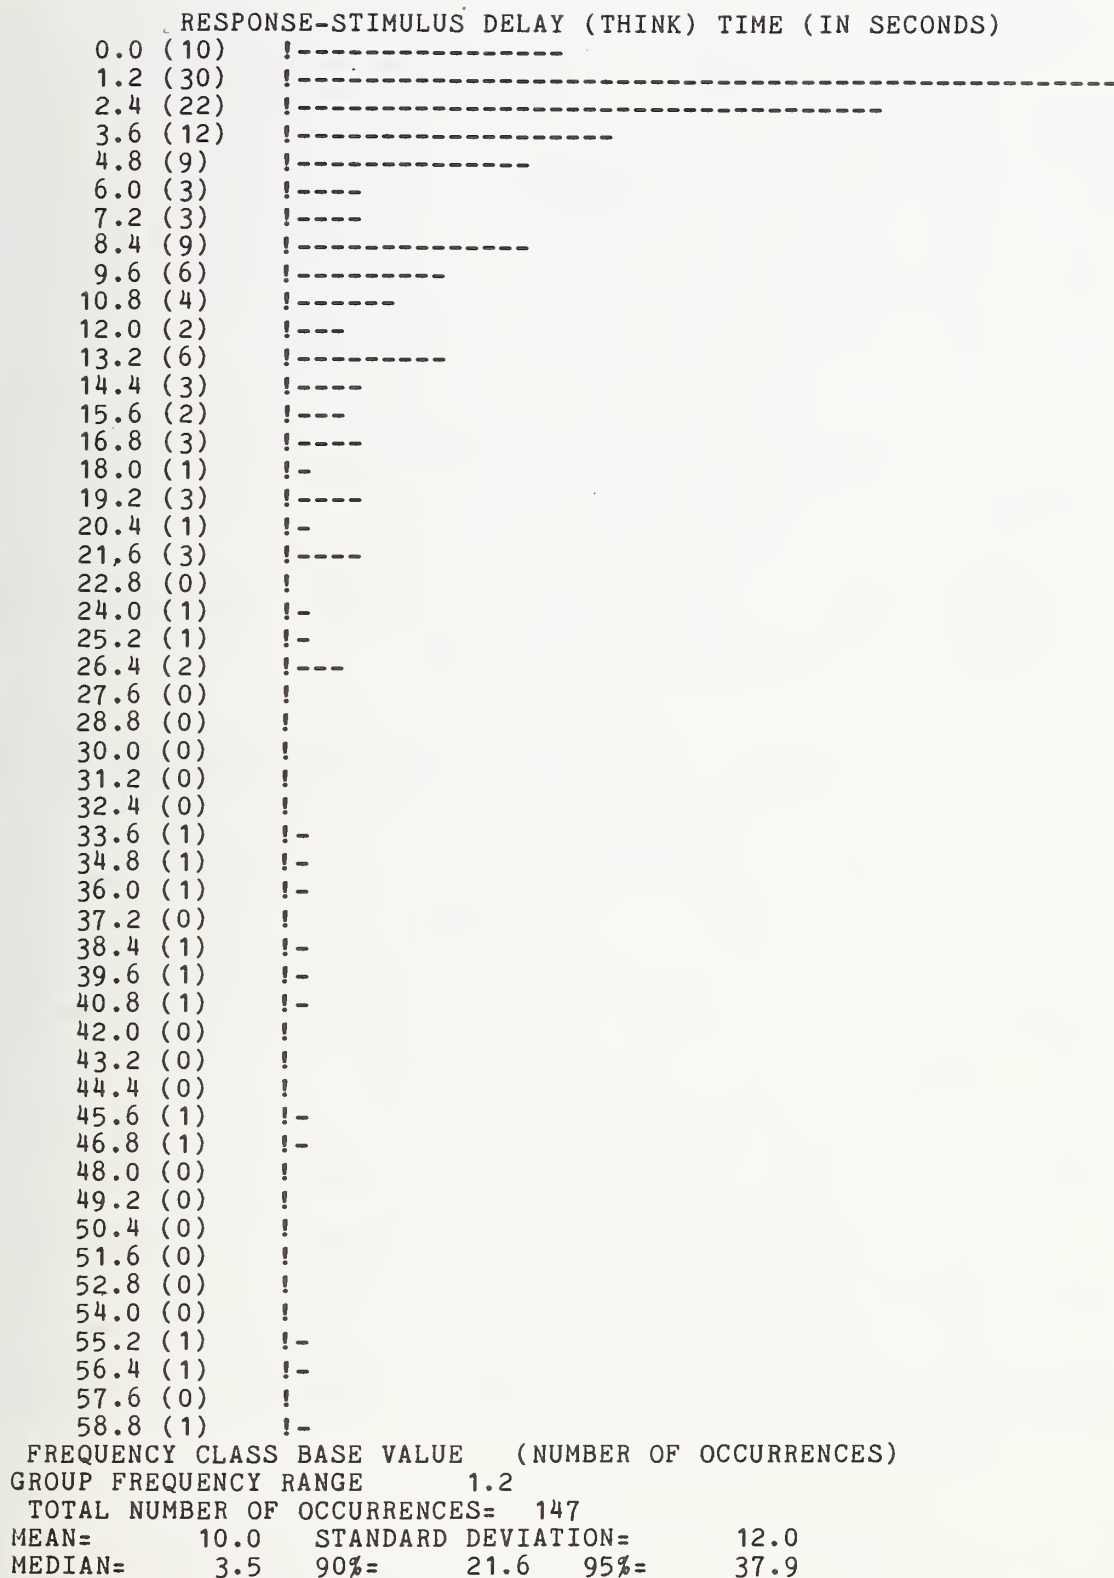 RESPONSE-STIMULUS DELAY (THINK) TIME (IN SECONDS)
0.0 (10) !----------------
1.2 (30) !--------------------------------------------------
2.4 (22) !-----------------------------------
3.6 (12) !-------------------
4.8 (9) !--------------
6.0 (3) !----
7.2 (3) !----
8.4 (9) !--------------
9.6 (6) !---------
10.8 (4) !------
12.0 (2) !---
13.2 (6) !---------
14.4 (3) !----
15.6 (2) !---
16.8 (3) !----
18.0 (1) !-
19.2 (3) !----
20.4 (1) !-
21,6 (3) !----
22.8 (0) !
24.0 (1) !-
25.2 (1) !-
26.4 (2) !---
27.6 (0) !
28.8 (0) !
30.0 (0) !
31.2 (0) !
32.4 (0) !
33.6 (1) !-
34.8 (1) !-
36.0 (1) !-
37.2 (0) !
38.4 (1) !-
39.6 (1) !-
40.8 (1) !-
42.0 (0) !
43.2 (0) !
44.4 (0) !
45.6 (1) !-
46.8 (1) !-
48.0 (0) !
49.2 (0) !
50.4 (0) !
51.6 (0) !
52.8 (0) !
54.0 (0) !
55.2 (1) !-
56.4 (1) !-
57.6 (0) !
58.8 (1) !-
FREQUENCY CLASS BASE VALUE (NUMBER OF OCCURRENCES)
GROUP FREQUENCY RANGE 1.2
TOTAL NUMBER OF OCCURRENCES= 147
MEAN= 10.0 STANDARD DEVIATION= 12.0
MEDIAN= 3.5 90%= 21.6 95%= 37.9